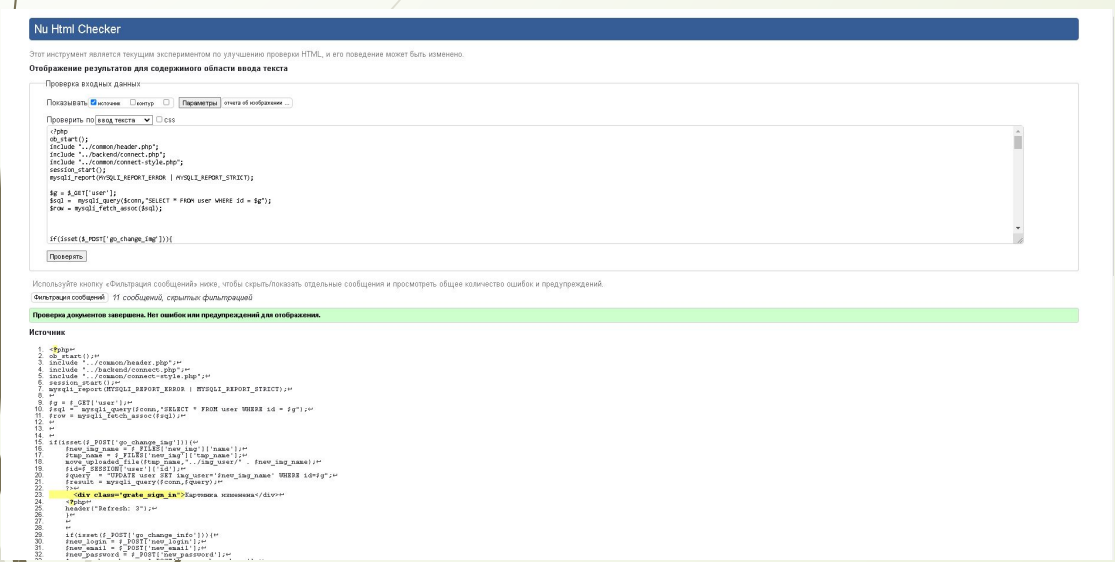 Nu Html Checker
Этот инструмент является текущим экспериментом по улучшению проверки HTML, и его поведение может быть изменено.
Отображение результатов для содержимого области ввода текста
Проверка входных данных
Показывать источник контур Параметры отчета об изображении ...
Проверить по ввод текста css
<?php
ob_start();
include "../common/header.php";
include "../backend/connect.php";
include "../common/connect-style.php";
session_start();
mysqli_report(MYSQLI_REPORT_ERROR | MYSQLI_REPORT_STRICT);
$g = $_GET['user'];
$sql =  mysqli_query($conn,"SELECT * FROM user WHERE id = $g");
$row = mysqli_fetch_assoc($sql);
if(isset($_POST['go_change_img'])){
Проверять
Используйте кнопку «Фильтрация сообщений» ниже, чтобы скрыть/показать отдельные сообщения и просмотреть общее количество ошибок и предупреждений.
Фильтрация сообщений 11 сообщений, скрытых фильтрацией
Проверка документов завершена. Нет ошибок или предупреждений для отображения.
Источник
1. <?php↩
2. ob_start();↩
3. include "../common/header.php";↩
4. include "../backend/connect.php";↩
5. include "../common/connect-style.php";↩
6. session_start();↩
7. mysqli_report(MYSQLI_REPORT_ERROR | MYSQLI_REPORT_STRICT);↩
8. ↩
9. $g = $_GET['user'];↩
10. $sql =  mysqli_query($conn,"SELECT * FROM user WHERE id = $g");↩
11. $row = mysqli_fetch_assoc($sql);↩
12. ↩
13. ↩
14. ↩
15. if(isset($_POST['go_change_img'])){↩
16. $new_img_name = $_FILES['new_img']['name'];↩
17. $tmp_name = $_FILES['new_img']['tmp_name'];↩
18. move_uploaded_file($tmp_name,"../img_user/" . $new_img_name);↩
19. $id=$_SESSION['user']['id'];↩
20. $query  = "UPDATE user SET img_user='$new_img_name' WHERE id=$g";↩
21. $result = mysqli_query($conn,$query);↩
22. ?>↩
23. <div class="grate_sign_in">Картинка изменена</div>↩
24. <?php↩
25. header("Refresh: 3");↩
26. }↩
27. ↩
28. ↩
29. if(isset($_POST['go_change_info'])){↩
30. $new_login = $_POST['new_login'];↩
31. $new_email = $_POST['new_email'];↩
32. $new_password = $_POST['new_password'];↩